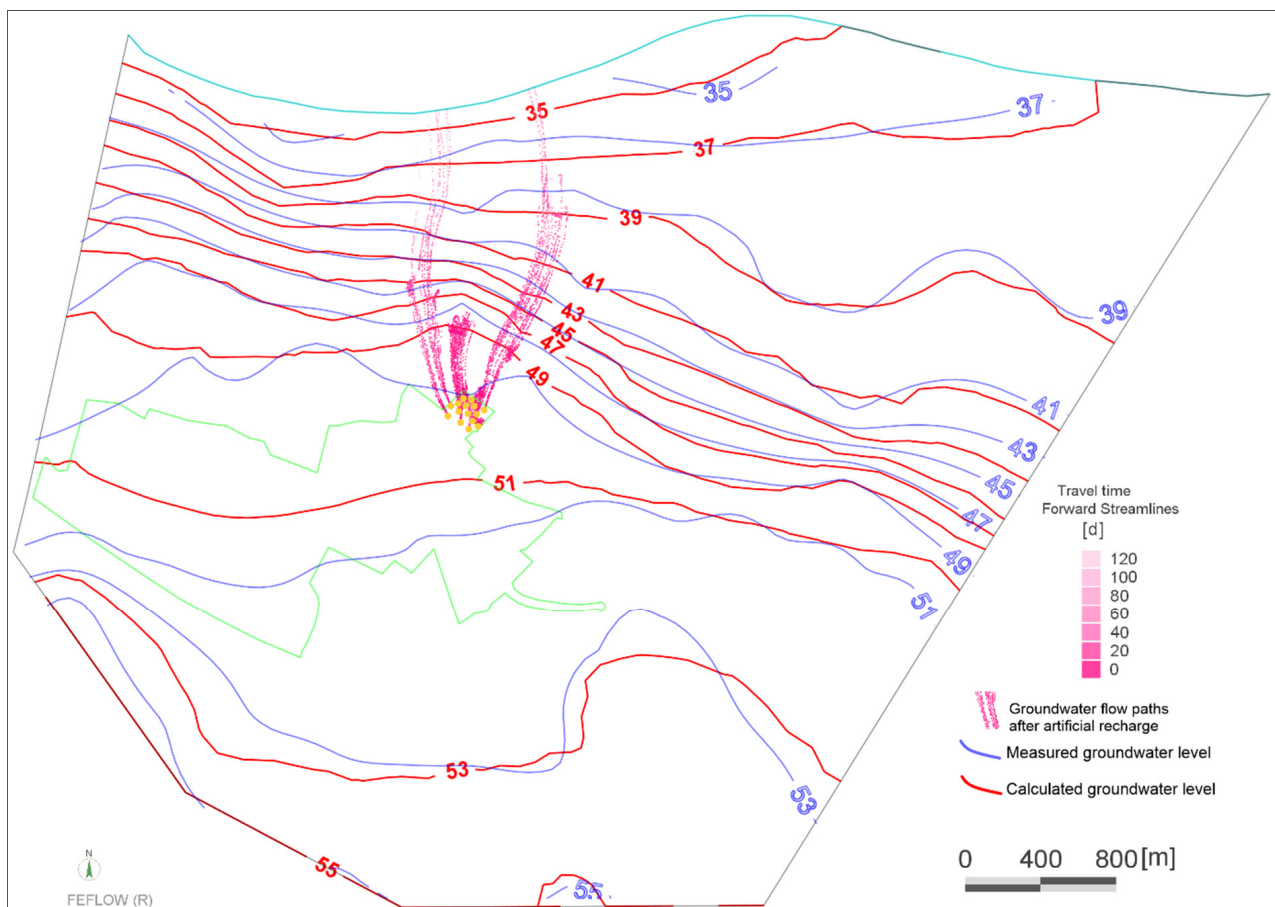 35
35
37
37
39
39
41
43
45
47
49
41
43
45
47
49
51
51
53
53
55
55
Travel time
Forward Streamlines
[d]
120
100
80
60
40
20
0
Groundwater flow paths
after artificial recharge
Measured groundwater level
Calculated groundwater level
0 400 800 [m]
N
FEFLOW (R)